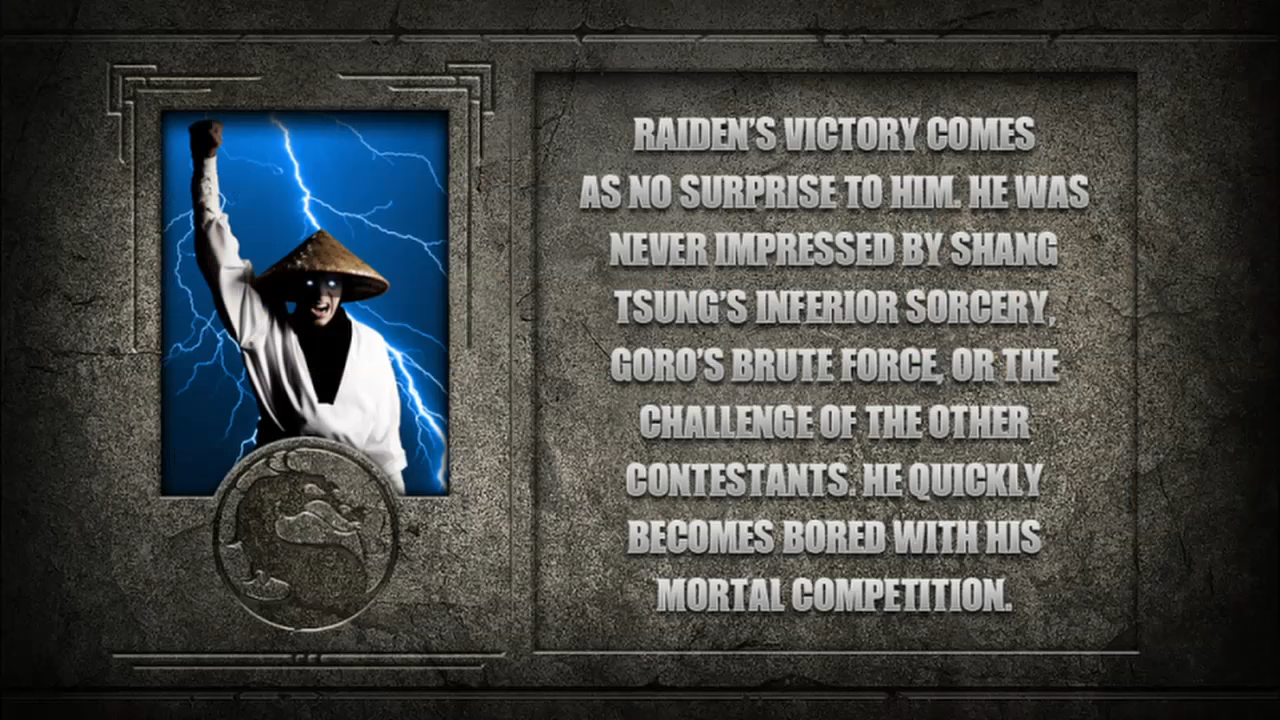 RAIDEN'S VICTORY COMES
AS NO SURPRISE TO HIM. HE WAS
NEVER IMPRESSED BY SHANG
TSUNG'S INFERIOR SORCERY,
GORO'S BRUTE FORCE, OR THE
CHALLENGE OF THE OTHER
CONTESTANTS. HE QUICKLY
BECOMES BORED WITH HIS
MORTAL COMPETITION.